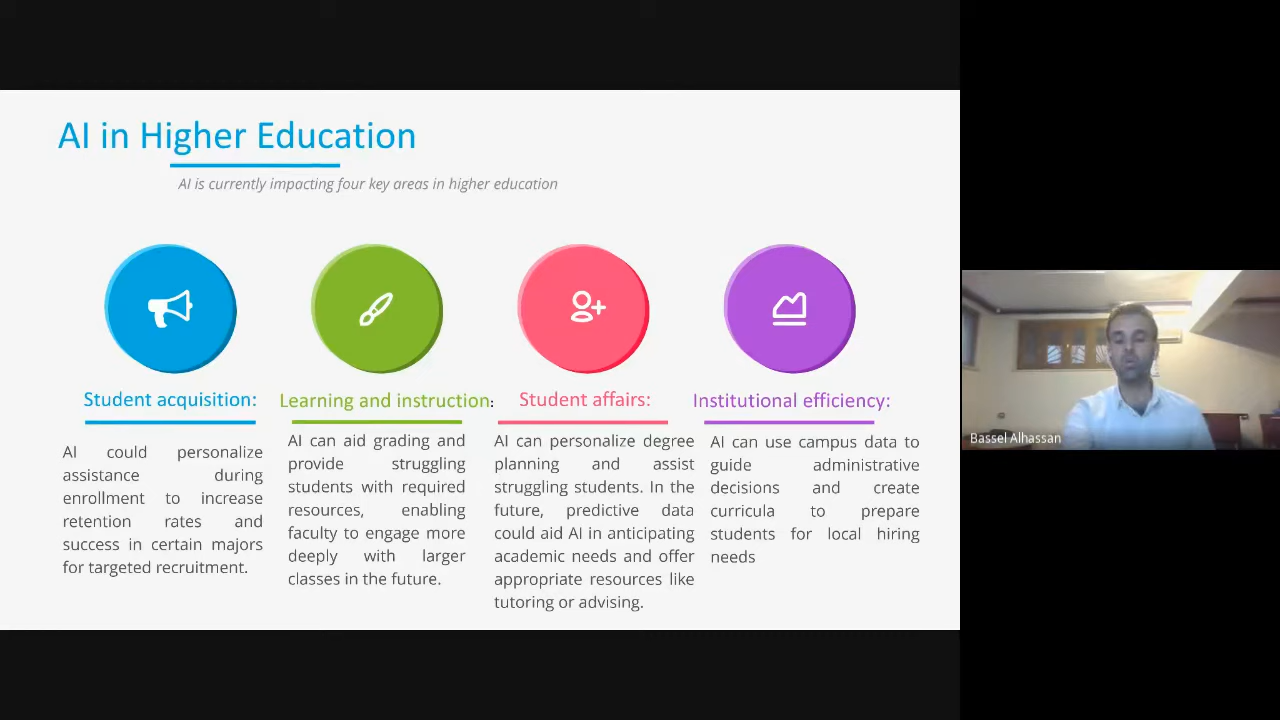 AI in Higher Education
AI is currently impacting four key areas in higher education
Student acquisition:
AI could personalize
assistance during
enrollment to increase
retention rates and
success in certain majors
for targeted recruitment.
Learning and instruction:
AI can aid grading and
provide struggling
students with required
resources, enabling
faculty to engage more
deeply with larger
classes in the future.
Student affairs:
AI can personalize degree
planning and assist
struggling students. In the
future, predictive data
could aid AI in anticipating
academic needs and offer
appropriate resources like
tutoring or advising.
Institutional efficiency:
AI can use campus data to
guide administrative
decisions and create
curricula to prepare
students for local hiring
needs
Bassel Alhassan